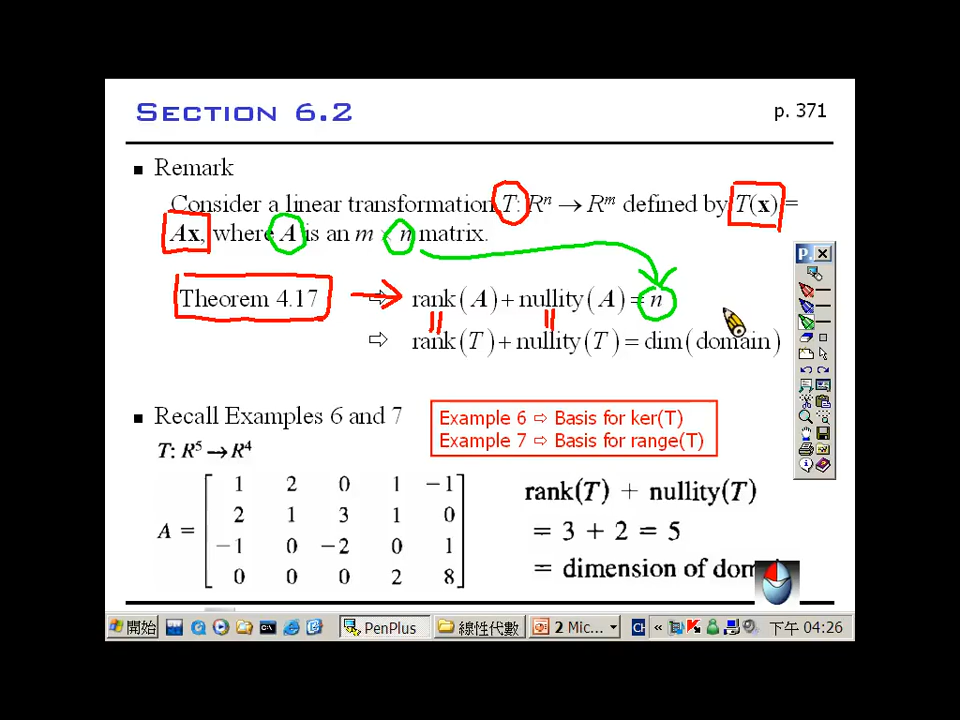 SECTION 6.2
p. 371
■ Remark
Consider a linear transformation T: Rⁿ → Rᵐ defined by T(x) =
Ax, where A is an m × n matrix.
Theorem 4.17 ⇨ rank(A) + nullity(A) = n
⇨ rank(T) + nullity(T) = dim(domain)
■ Recall Examples 6 and 7
Example 6 ⇨ Basis for ker(T)
Example 7 ⇨ Basis for range(T)
T: R⁵ → R⁴
A =
1 2 0 1 −1
2 1 3 1 0
−1 0 −2 0 1
0 0 0 2 8
rank(T) + nullity(T)
= 3 + 2 = 5
= dimension of dom
P.
開始 PenPlus 線性代數 2 Mic... CH « 下午 04:26